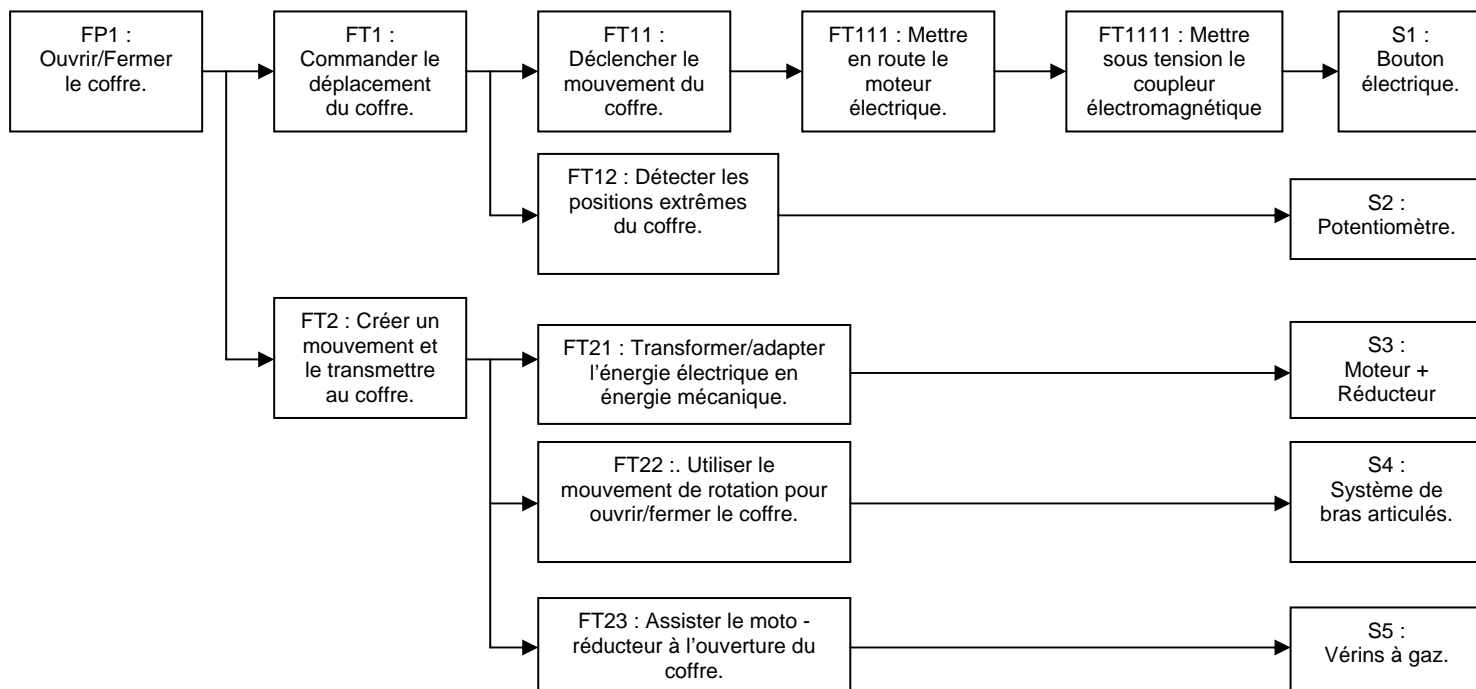 FP1 :
Ouvrir/Fermer
le coffre.
FT1 :
Commander le
déplacement
du coffre.
FT11 :
Déclencher le
mouvement du
coffre.
FT111 : Mettre
en route le
moteur
électrique.
FT1111 : Mettre
sous tension le
coupleur
électromagnétique
S1 :
Bouton
électrique.
FT12 : Détecter les
positions extrêmes
du coffre.
S2 :
Potentiomètre.
FT2 : Créer un
mouvement et
le transmettre
au coffre.
FT21 : Transformer/adapter
l’énergie électrique en
énergie mécanique.
S3 :
Moteur +
Réducteur
FT22 :. Utiliser le
mouvement de rotation pour
ouvrir/fermer le coffre.
S4 :
Système de
bras articulés.
FT23 : Assister le moto -
réducteur à l’ouverture du
coffre.
S5 :
Vérins à gaz.